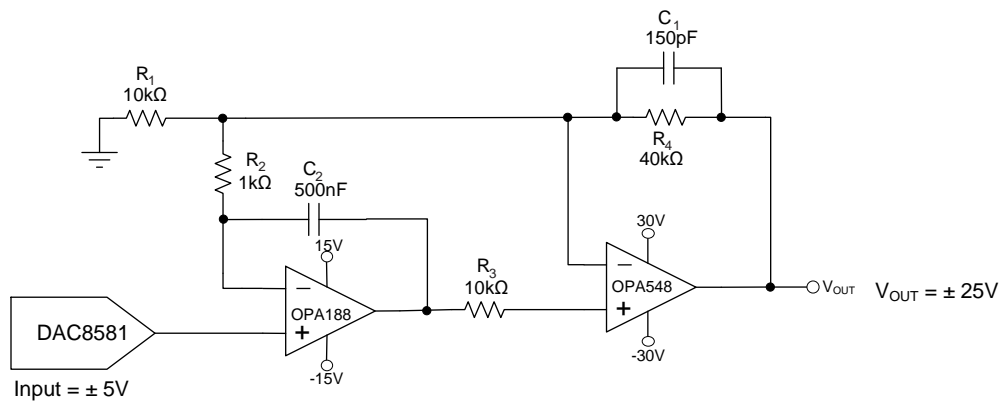 C1
150pF
R1
10kΩ
R4
40kΩ
R2
1kΩ
C2
500nF
15V
30V
R3
10kΩ
−
OPA188
+
−
OPA548
+
VOUT
VOUT = ± 25V
DAC8581
-15V
-30V
Input = ± 5V